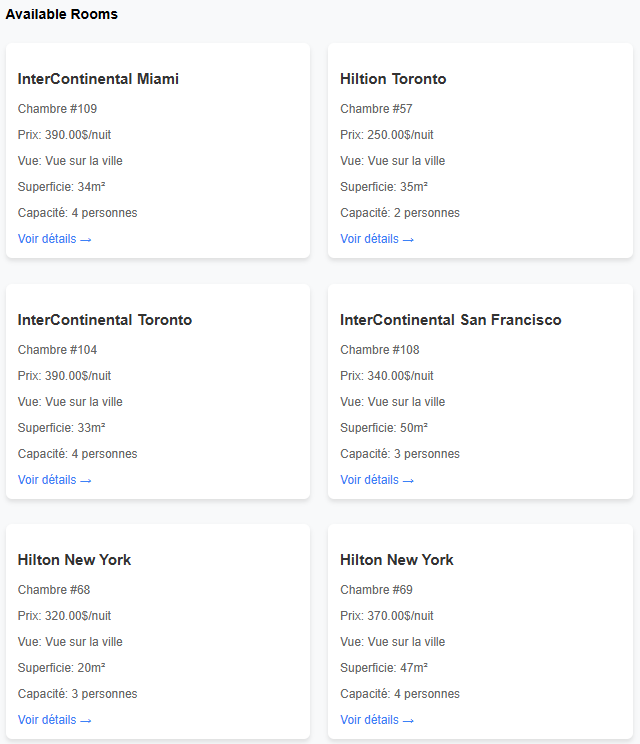 Available Rooms
InterContinental Miami
Chambre #109
Prix: 390.00$/nuit
Vue: Vue sur la ville
Superficie: 34m²
Capacité: 4 personnes
Voir détails →
Hiltion Toronto
Chambre #57
Prix: 250.00$/nuit
Vue: Vue sur la ville
Superficie: 35m²
Capacité: 2 personnes
Voir détails →
InterContinental Toronto
Chambre #104
Prix: 390.00$/nuit
Vue: Vue sur la ville
Superficie: 33m²
Capacité: 4 personnes
Voir détails →
InterContinental San Francisco
Chambre #108
Prix: 340.00$/nuit
Vue: Vue sur la ville
Superficie: 50m²
Capacité: 3 personnes
Voir détails →
Hilton New York
Chambre #68
Prix: 320.00$/nuit
Vue: Vue sur la ville
Superficie: 20m²
Capacité: 3 personnes
Voir détails →
Hilton New York
Chambre #69
Prix: 370.00$/nuit
Vue: Vue sur la ville
Superficie: 47m²
Capacité: 4 personnes
Voir détails →